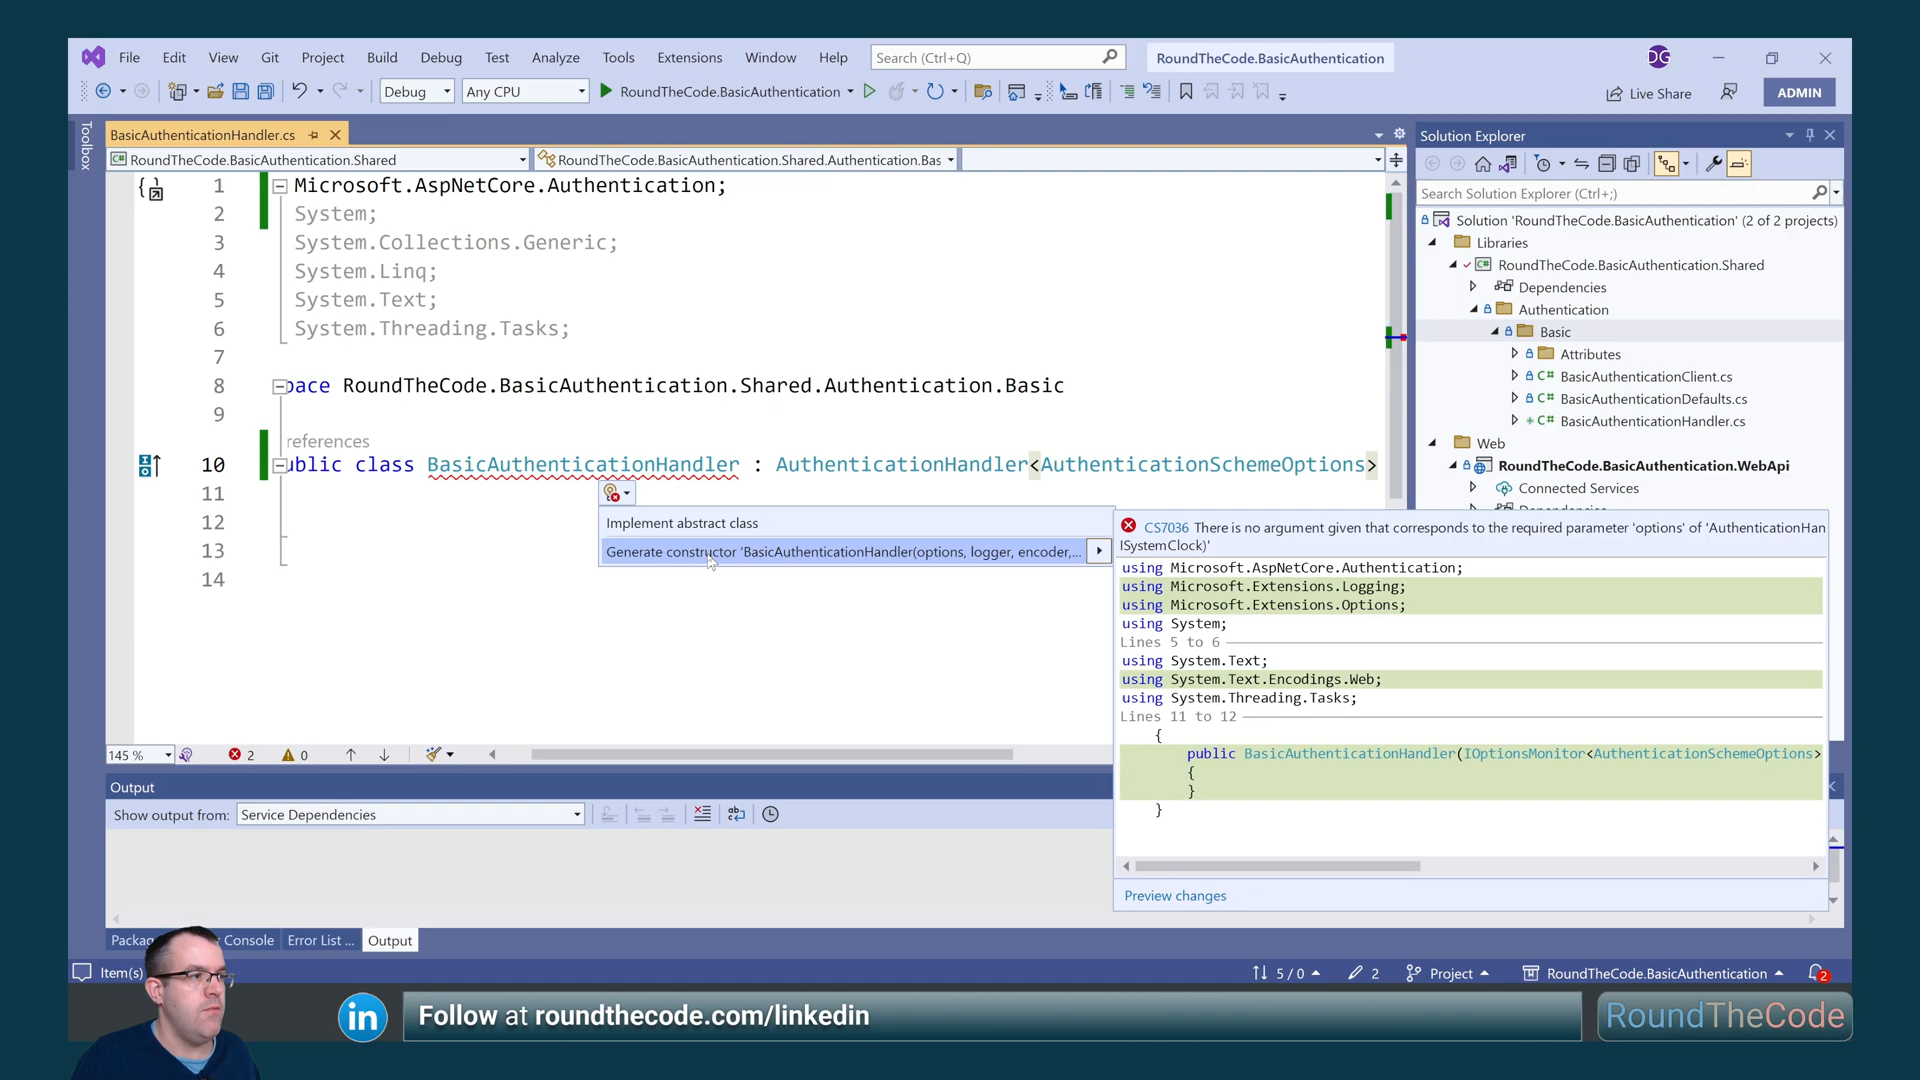 File Edit View Git Project Build Debug Test Analyze Tools Extensions Window Help Search (Ctrl+Q) RoundTheCode.BasicAuthentication DG
Debug Any CPU RoundTheCode.BasicAuthentication Live Share ADMIN
Toolbox
BasicAuthenticationHandler.cs
RoundTheCode.BasicAuthentication.Shared RoundTheCode.BasicAuthentication.Shared.Authentication.Bas
1 Microsoft.AspNetCore.Authentication;
2 System;
3 System.Collections.Generic;
4 System.Linq;
5 System.Text;
6 System.Threading.Tasks;
7
8 pace RoundTheCode.BasicAuthentication.Shared.Authentication.Basic
9
references
10 ublic class BasicAuthenticationHandler : AuthenticationHandler<AuthenticationSchemeOptions>
11
12
13
14
Implement abstract class
Generate constructor 'BasicAuthenticationHandler(options, logger, encoder,...
CS7036 There is no argument given that corresponds to the required parameter 'options' of 'AuthenticationHan
ISystemClock)'
using Microsoft.AspNetCore.Authentication;
using Microsoft.Extensions.Logging;
using Microsoft.Extensions.Options;
using System;
Lines 5 to 6
using System.Text;
using System.Text.Encodings.Web;
using System.Threading.Tasks;
Lines 11 to 12
{
public BasicAuthenticationHandler(IOptionsMonitor<AuthenticationSchemeOptions>
{
}
}
Preview changes
Solution Explorer
Search Solution Explorer (Ctrl+;)
Solution 'RoundTheCode.BasicAuthentication' (2 of 2 projects)
Libraries
RoundTheCode.BasicAuthentication.Shared
Dependencies
Authentication
Basic
Attributes
BasicAuthenticationClient.cs
BasicAuthenticationDefaults.cs
BasicAuthenticationHandler.cs
Web
RoundTheCode.BasicAuthentication.WebApi
Connected Services
145 % 2 0
Output
Show output from: Service Dependencies
Packag Console Error List ... Output
Item(s) 5 / 0 2 Project RoundTheCode.BasicAuthentication 2
in Follow at roundthecode.com/linkedin RoundTheCode